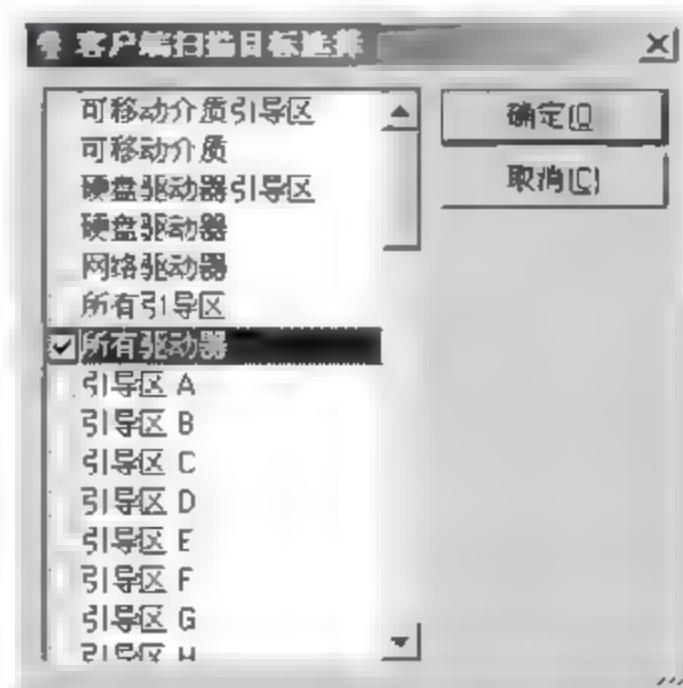 客户端扫描目标选择
可移动介质引导区
可移动介质
硬盘驱动器引导区
硬盘驱动器
网络驱动器
所有引导区
所有驱动器
引导区 A
引导区 B
引导区 C
引导区 D
引导区 E
引导区 F
引导区 G
引导区 H
确定(O)
取消(C)